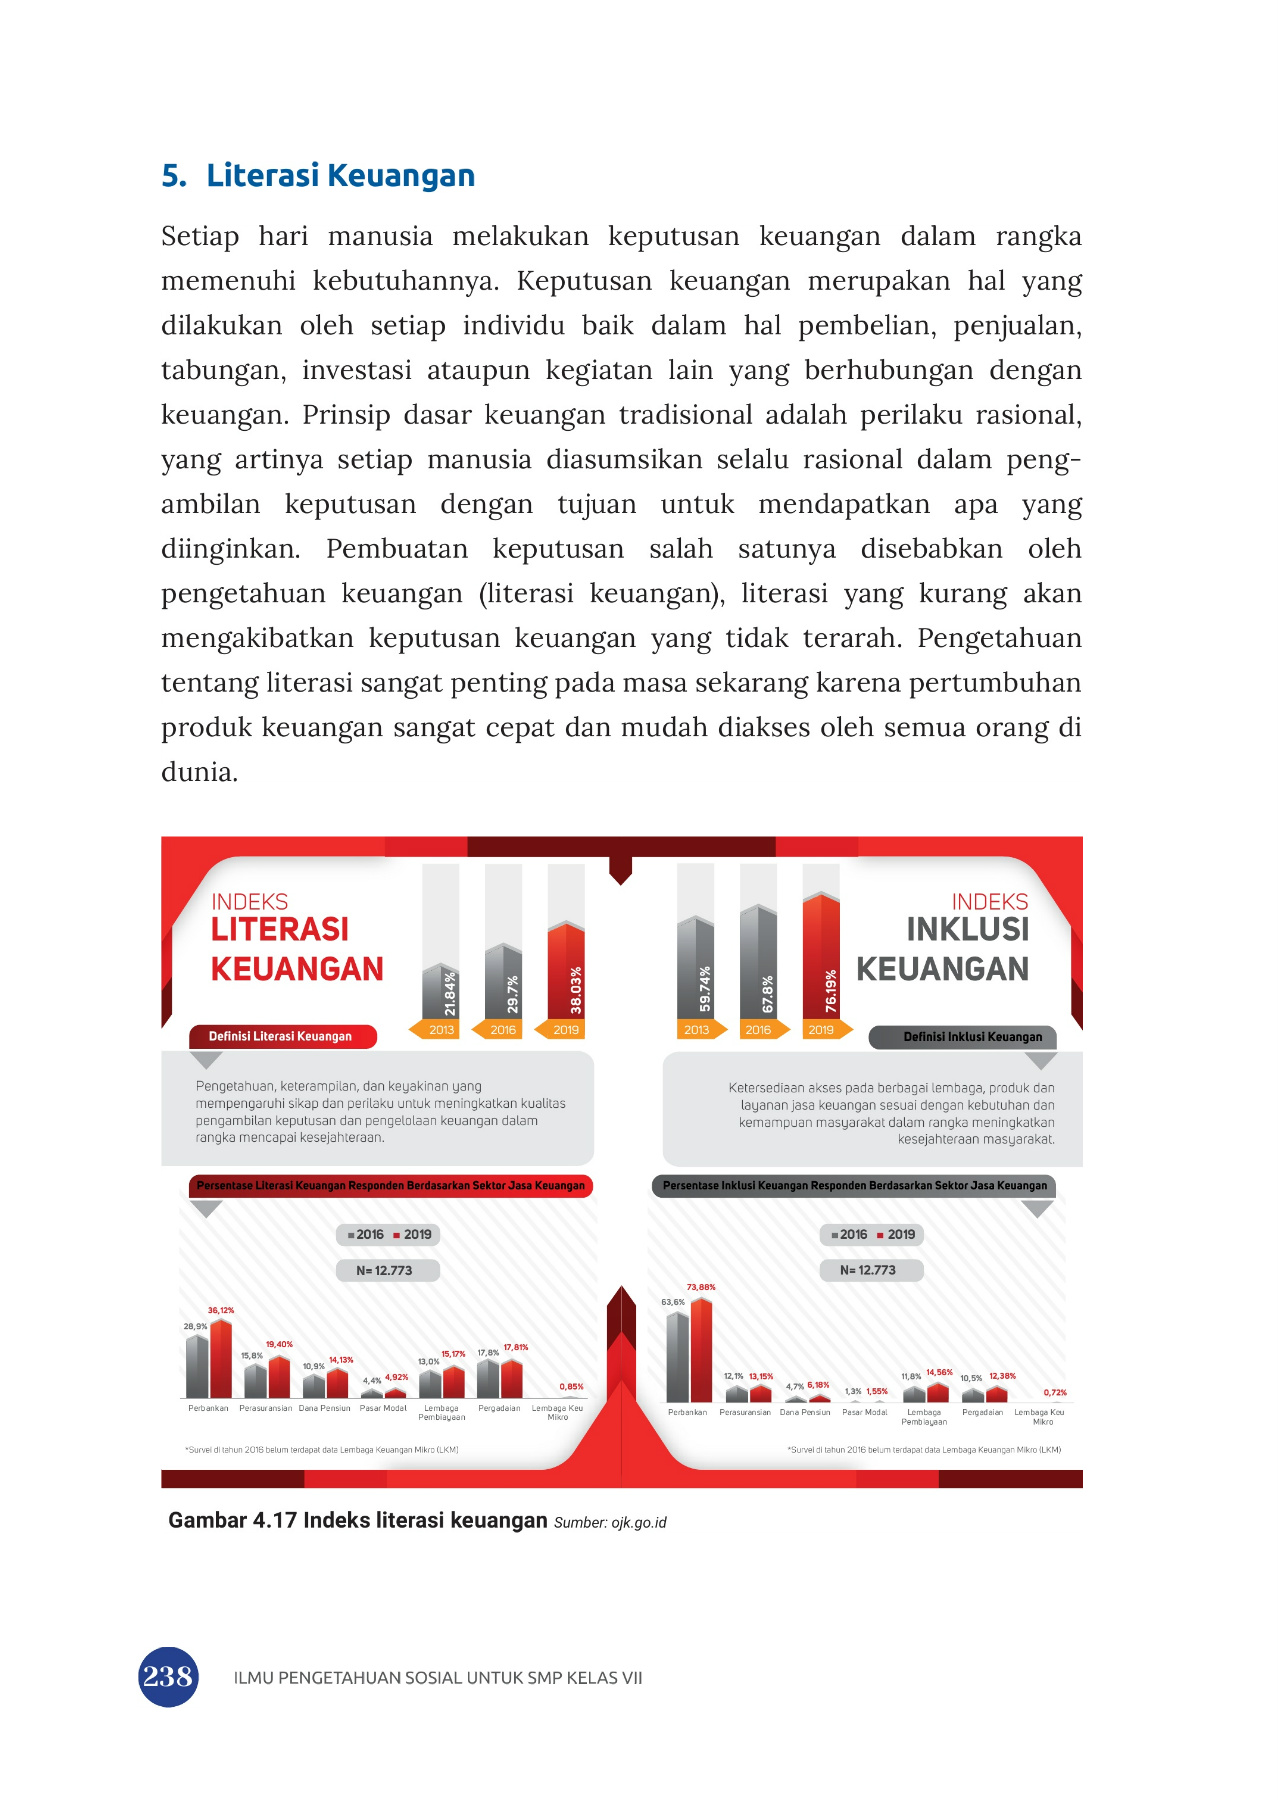 5. Literasi Keuangan
Setiap hari manusia melakukan keputusan keuangan dalam rangka
memenuhi kebutuhannya. Keputusan keuangan merupakan hal yang
dilakukan oleh setiap individu baik dalam hal pembelian, penjualan,
tabungan, investasi ataupun kegiatan lain yang berhubungan dengan
keuangan. Prinsip dasar keuangan tradisional adalah perilaku rasional,
yang artinya setiap manusia diasumsikan selalu rasional dalam peng-
ambilan keputusan dengan tujuan untuk mendapatkan apa yang
diinginkan. Pembuatan keputusan salah satunya disebabkan oleh
pengetahuan keuangan (literasi keuangan), literasi yang kurang akan
mengakibatkan keputusan keuangan yang tidak terarah. Pengetahuan
tentang literasi sangat penting pada masa sekarang karena pertumbuhan
produk keuangan sangat cepat dan mudah diakses oleh semua orang di
dunia.
INDEKS
LITERASI
KEUANGAN
21.84% 29.7% 38.03%
2013 2016 2019
Definisi Literasi Keuangan
Pengetahuan, keterampilan, dan keyakinan yang
mempengaruhi sikap dan perilaku untuk meningkatkan kualitas
pengambilan keputusan dan pengelolaan keuangan dalam
rangka mencapai kesejahteraan.
Persentase Literasi Keuangan Responden Berdasarkan Sektor Jasa Keuangan
2016 2019
N= 12.773
28,9% 36,12% 15,8% 19,40% 10,9% 14,13% 4,4% 4,92% 13,0% 15,17% 17,8% 17,81% 0,85%
Perbankan Perasuransian Dana Pensiun Pasar Modal Lembaga Pergadaian Lembaga Keu
Pembiayaan Mikro
*Survei di tahun 2016 belum terdapat data Lembaga Keuangan Mikro (LKM)
INDEKS
INKLUSI
KEUANGAN
59.74% 67.8% 76.19%
2013 2016 2019
Definisi Inklusi Keuangan
Ketersediaan akses pada berbagai lembaga, produk dan
layanan jasa keuangan sesuai dengan kebutuhan dan
kemampuan masyarakat dalam rangka meningkatkan
kesejahteraan masyarakat.
Persentase Inklusi Keuangan Responden Berdasarkan Sektor Jasa Keuangan
2016 2019
N= 12.773
63,6% 73,88% 12,1% 13,15% 4,7% 6,18% 1,3% 1,55% 11,8% 14,56% 10,5% 12,38% 0,72%
Perbankan Perasuransian Dana Pensiun Pasar Modal Lembaga Pergadaian Lembaga Keu
Pembiayaan Mikro
*Survei di tahun 2016 belum terdapat data Lembaga Keuangan Mikro (LKM)
Gambar 4.17 Indeks literasi keuangan Sumber: ojk.go.id
238 ILMU PENGETAHUAN SOSIAL UNTUK SMP KELAS VII